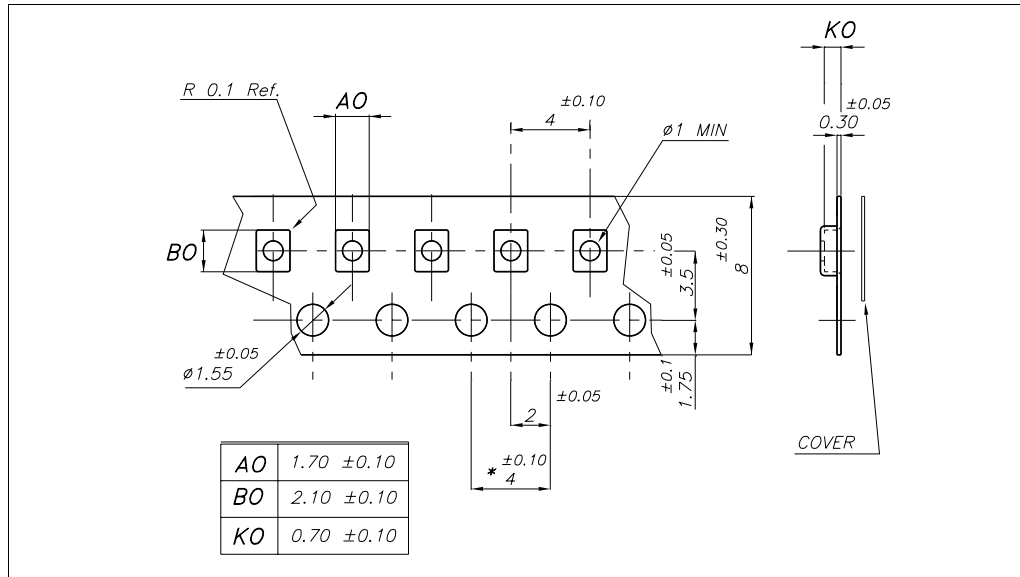 KO
R 0.1 Ref.
AO
±0.10
4
⌀1 MIN
±0.05
0.30
BO
±0.05
3.5
±0.30
8
±0.05
⌀1.55
±0.1
1.75
±0.05
2
*
±0.10
4
COVER
AO 1.70 ±0.10
BO 2.10 ±0.10
KO 0.70 ±0.10